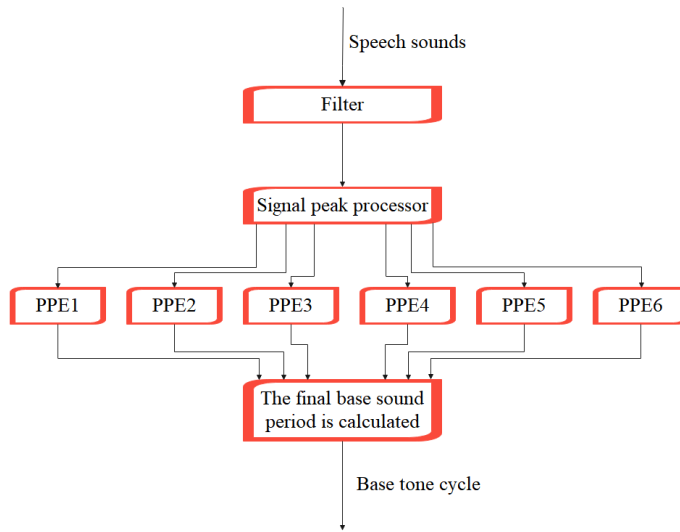 Speech sounds
Filter
Signal peak processor
PPE1
PPE2
PPE3
PPE4
PPE5
PPE6
The final base sound
period is calculated
Base tone cycle